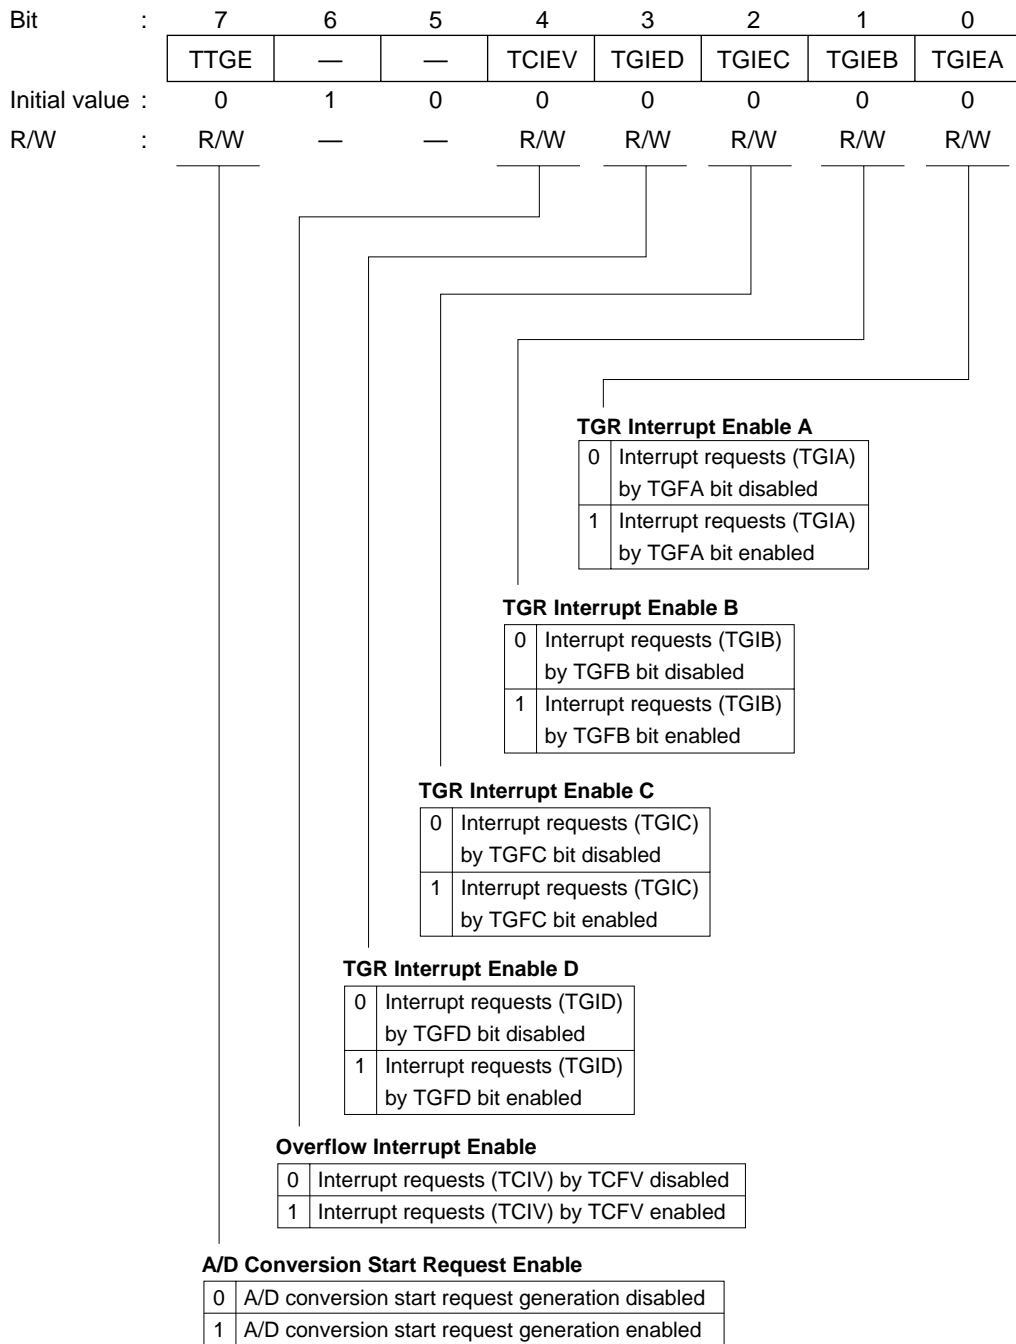 Bit : 7 6 5 4 3 2 1 0
TTGE — — TCIEV TGIED TGIEC TGIEB TGIEA
Initial value : 0 1 0 0 0 0 0 0
R/W : R/W — — R/W R/W R/W R/W R/W
TGR Interrupt Enable A
0 Interrupt requests (TGIA)
by TGFA bit disabled
1 Interrupt requests (TGIA)
by TGFA bit enabled
TGR Interrupt Enable B
0 Interrupt requests (TGIB)
by TGFB bit disabled
1 Interrupt requests (TGIB)
by TGFB bit enabled
TGR Interrupt Enable C
0 Interrupt requests (TGIC)
by TGFC bit disabled
1 Interrupt requests (TGIC)
by TGFC bit enabled
TGR Interrupt Enable D
0 Interrupt requests (TGID)
by TGFD bit disabled
1 Interrupt requests (TGID)
by TGFD bit enabled
Overflow Interrupt Enable
0 Interrupt requests (TCIV) by TCFV disabled
1 Interrupt requests (TCIV) by TCFV enabled
A/D Conversion Start Request Enable
0 A/D conversion start request generation disabled
1 A/D conversion start request generation enabled